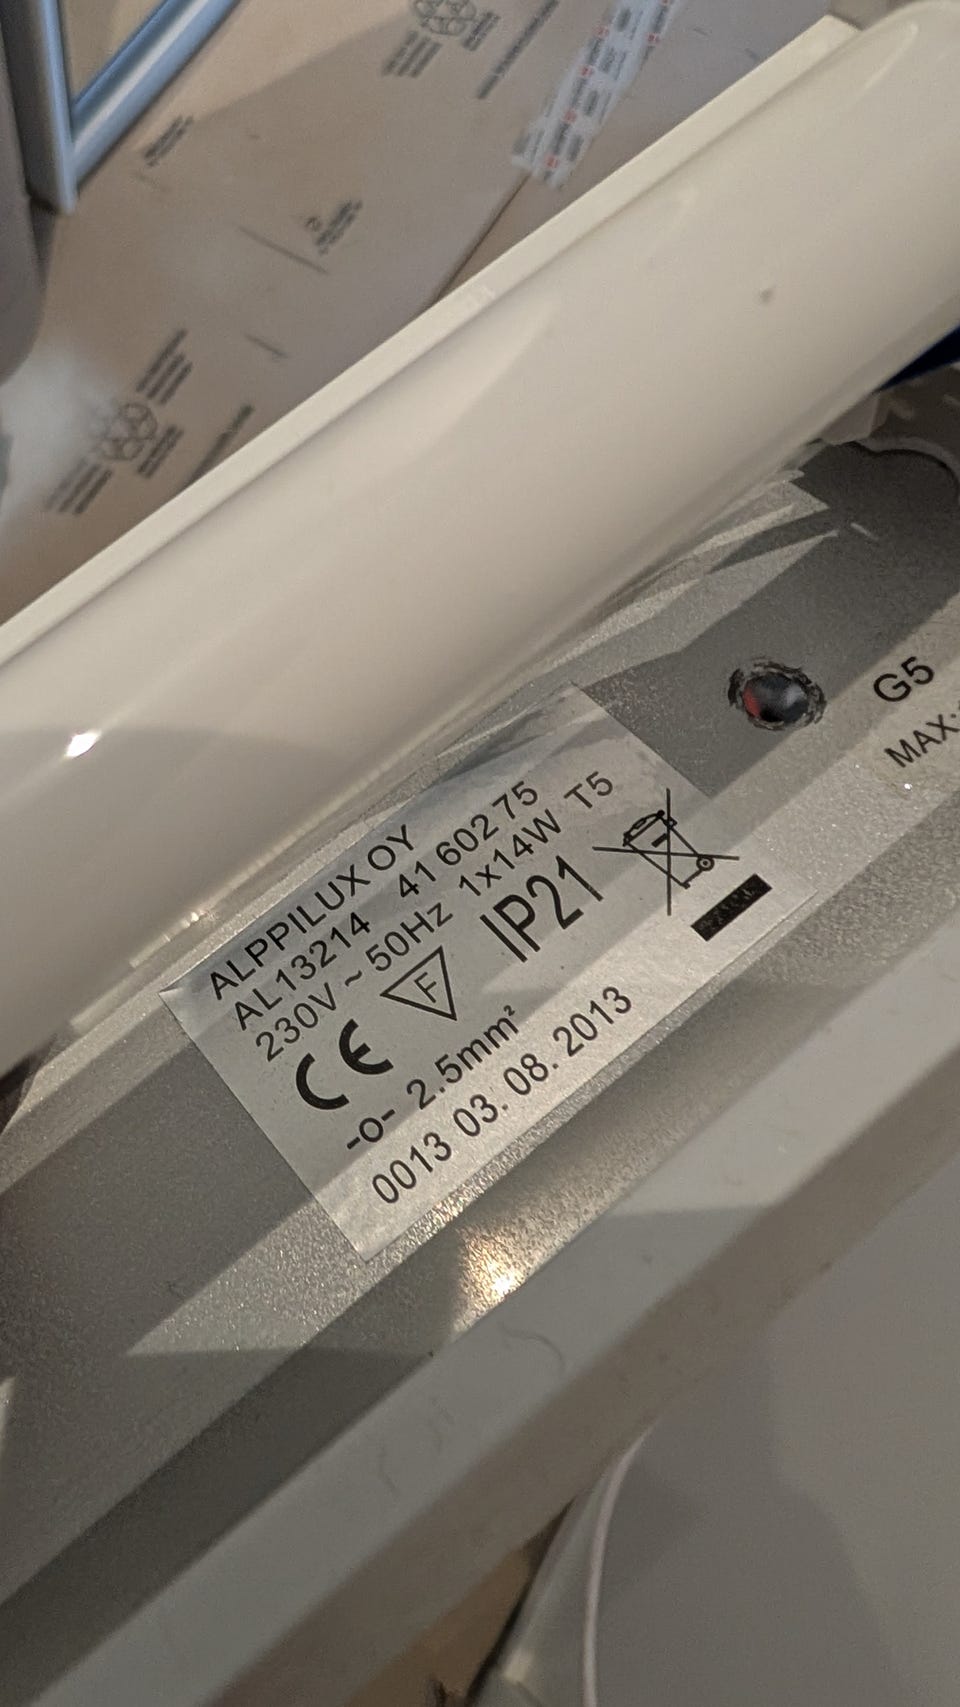 ALPPILUX OY
AL13214 41 602 75
230V ~ 50Hz 1x14W T5
CE F IP21
-o- 2.5mm²
0013 03. 08. 2013
G5
MAX.